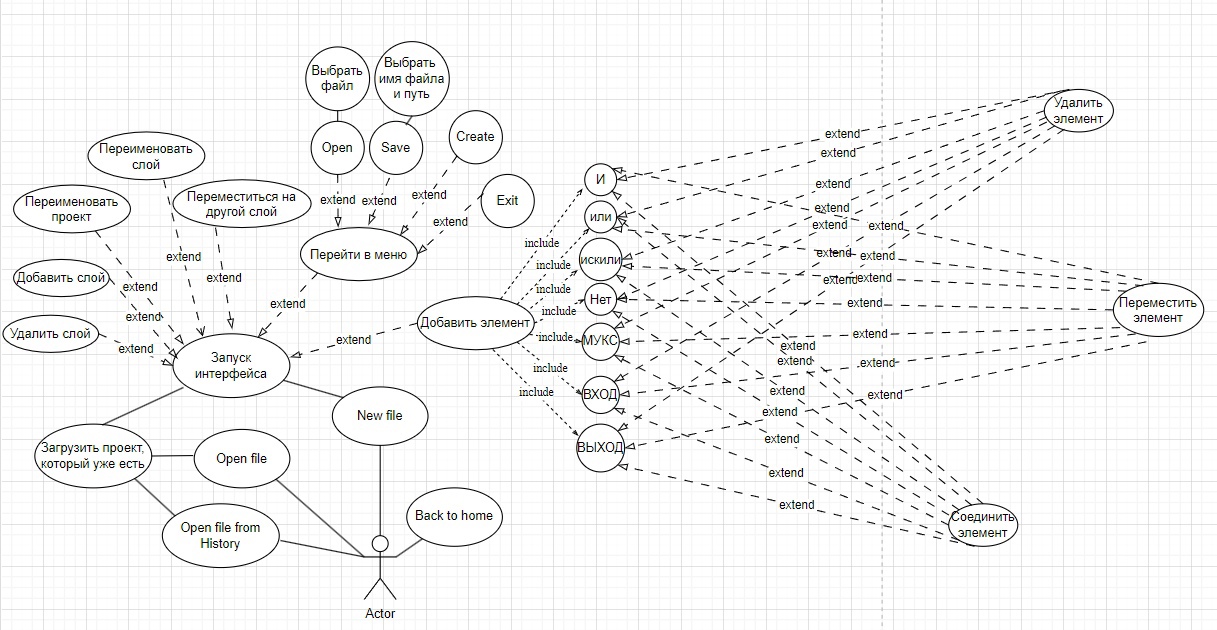 Выбрать
файл
Выбрать
имя файла
и путь
Удалить
элемент
Переименовать
слой
Open
Save
Create
extend
extend
Переименовать
проект
Переместиться на
другой слой
extend
extend
extend
Exit
extend
И
или
extend
extend
extend
extend
Перейти в меню
include
искили
extend
extend
extend
extend
include
extend
extend
Добавить слой
extend
include
Нет
extend
Переместить
элемент
extend
extend
include
Удалить слой
extend
Добавить элемент
include
МУКС
extend
extend
extend
Запуск
интерфейса
include
extend
extend
include
ВХОД
extend
extend
New file
extend
extend
Загрузить проект,
который уже есть
Open file
ВЫХОД
extend
extend
Open file from
History
Back to home
Соединить
элемент
Actor